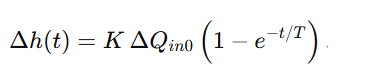 Δh(t) = K ΔQ_{in0} (1 − e^{−t/T}).